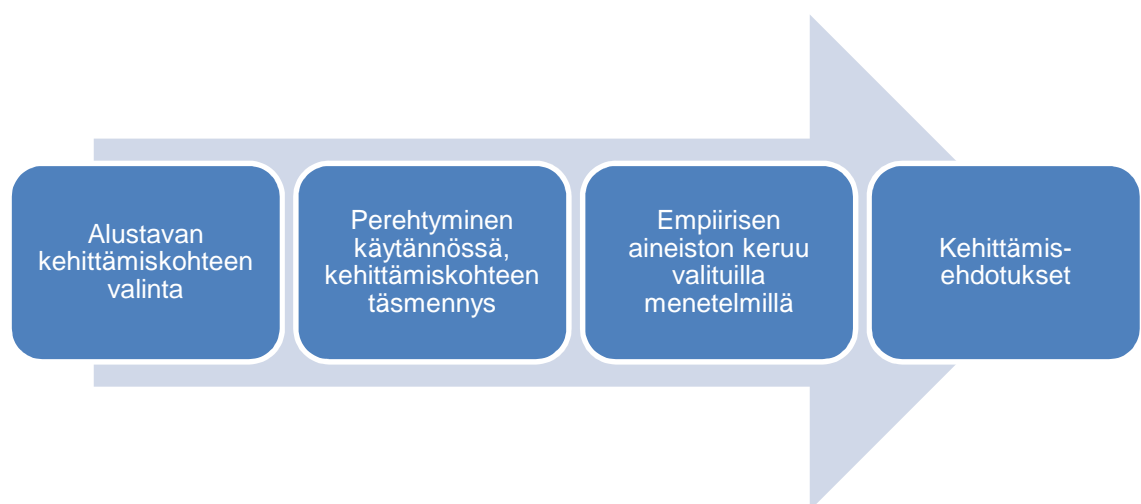 Alustavan
kehittämiskohteen
valinta
Perehtyminen
käytännössä,
kehittämiskohteen
täsmennys
Empiirisen
aineiston keruu
valituilla
menetelmillä
Kehittämis-
ehdotukset